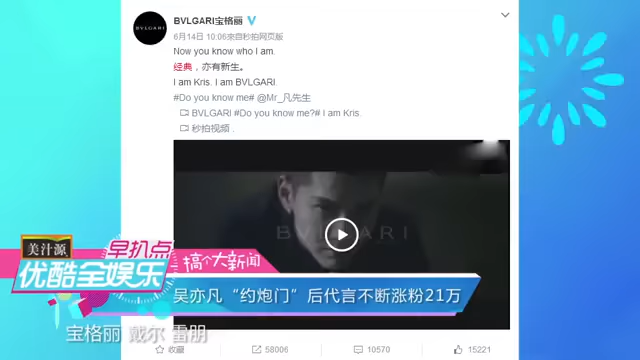 BVLGARI
BVLGARI宝格丽
6月14日 10:06来自秒拍网页版
Now you know who I am.
经典，亦有新生。
I am Kris. I am BVLGARI.
#Do you know me# @Mr_凡先生
BVLGARI #Do you know me?# I am Kris.
秒拍视频 .
BVLGARI
美汁源
早扒点
优酷全娱乐
搞个大新闻
吴亦凡“约炮门”后代言不断涨粉21万
宝格丽 戴尔 雷朋
收藏
58006
10570
15221